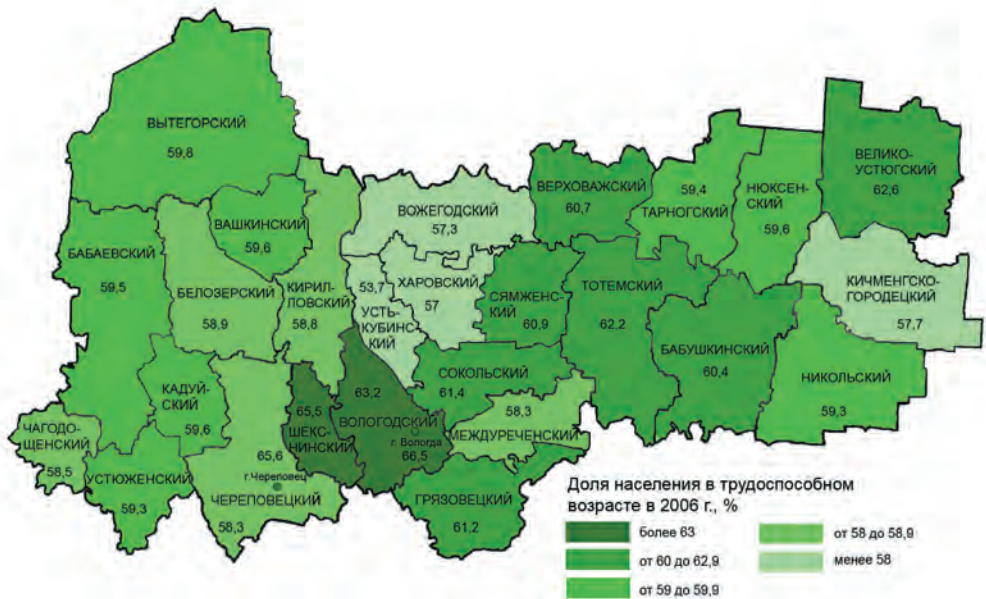 ВЫТЕГОРСКИЙ
59,8
ВАШКИНСКИЙ
59,6
БАБАЕВСКИЙ
59,5
БЕЛОЗЕРСКИЙ
58,9
КИРИЛ-
ЛОВСКИЙ
58,8
ВОЖЕГОДСКИЙ
57,3
53,7
УСТЬ-
КУБИНС-
КИЙ
ХАРОВСКИЙ
57
ВЕРХОВАЖСКИЙ
60,7
59,4
ТАРНОГСКИЙ
НЮКСЕН-
СКИЙ
59,6
ВЕЛИКО-
УСТЮГСКИЙ
62,6
КИЧМЕНГСКО-
ГОРОДЕЦКИЙ
57,7
СЯМЖЕН-
СКИЙ
60,9
ТОТЕМСКИЙ
62,2
БАБУШКИНСКИЙ
60,4
НИКОЛЬСКИЙ
59,3
СОКОЛЬСКИЙ
61,4
58,3
МЕЖДУРЕЧЕНСКИЙ
63,2
ВОЛОГОДСКИЙ
г. Вологда
66,5
65,5
ШЕКС-
НИНСКИЙ
КАДУЙ-
СКИЙ
59,6
ЧАГОДО-
ЩЕНСКИЙ
58,5
УСТЮЖЕНСКИЙ
59,3
65,6
г.Череповец
ЧЕРЕПОВЕЦКИЙ
58,3
ГРЯЗОВЕЦКИЙ
61,2
Доля населения в трудоспособном
возрасте в 2006 г., %
более 63
от 60 до 62,9
от 59 до 59,9
от 58 до 58,9
менее 58